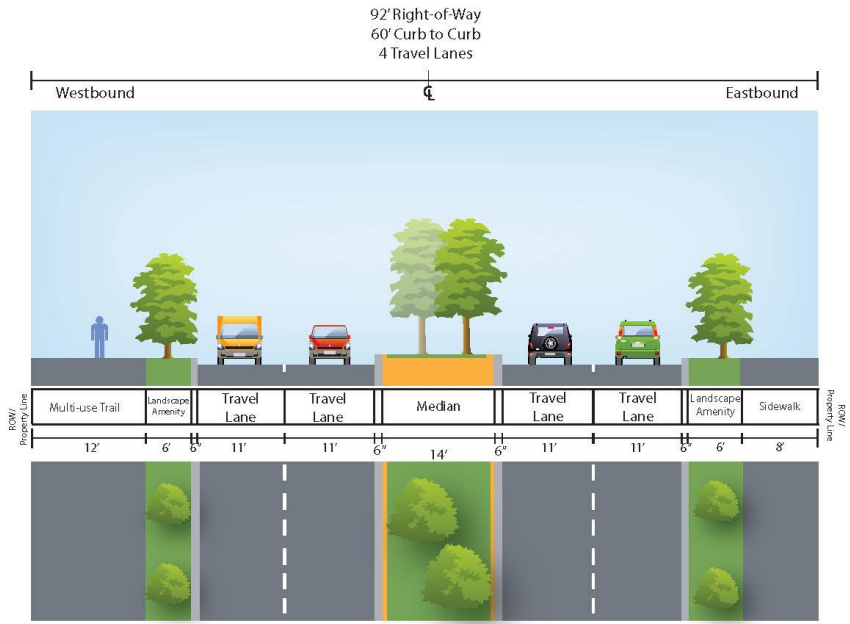 92' Right-of-Way
60' Curb to Curb
4 Travel Lanes
Westbound
℄
Eastbound
ROW/
Property Line
Multi-use Trail
Landscape
Amenity
Travel
Lane
Travel
Lane
Median
Travel
Lane
Travel
Lane
Landscape
Amenity
Sidewalk
ROW/
Property Line
12'
6'
6"
11'
11'
6"
14'
6"
11'
11'
6"
6'
8'